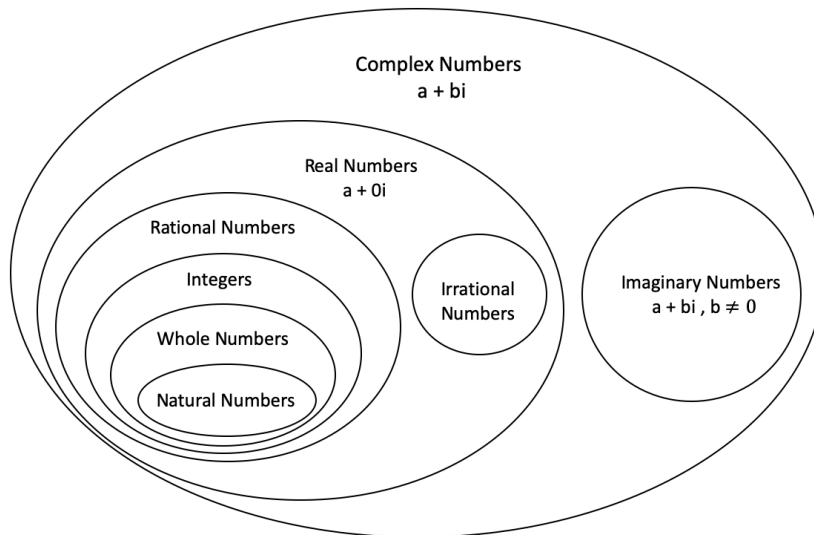 Complex Numbers
a + bi
Real Numbers
a + 0i
Rational Numbers
Integers
Whole Numbers
Natural Numbers
Irrational
Numbers
Imaginary Numbers
a + bi , b ≠ 0